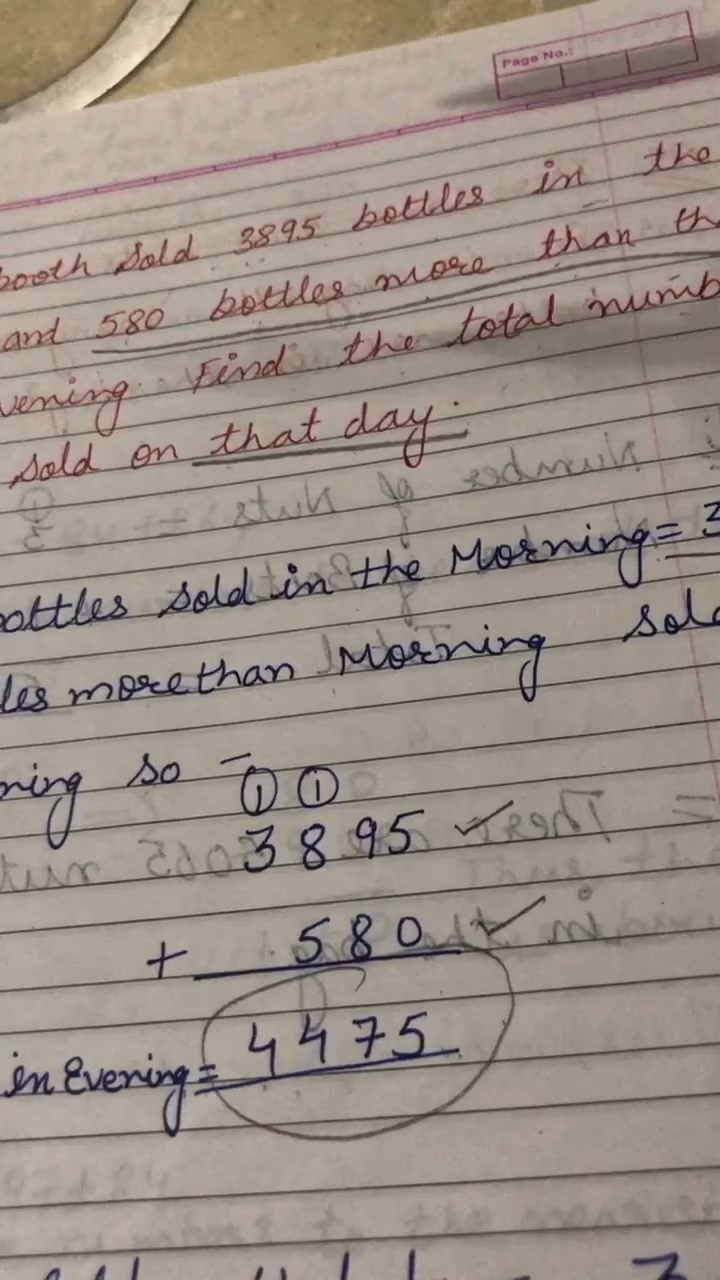 Page No.:
booth sold 3895 bottles in the
and 580 bottles more than th
vening. Find the total numb
sold on that day.
ottles sold in the Morning = 3
les more than Morning sold
ning so -
1 1
3895
+ 580
in Evening = 4475